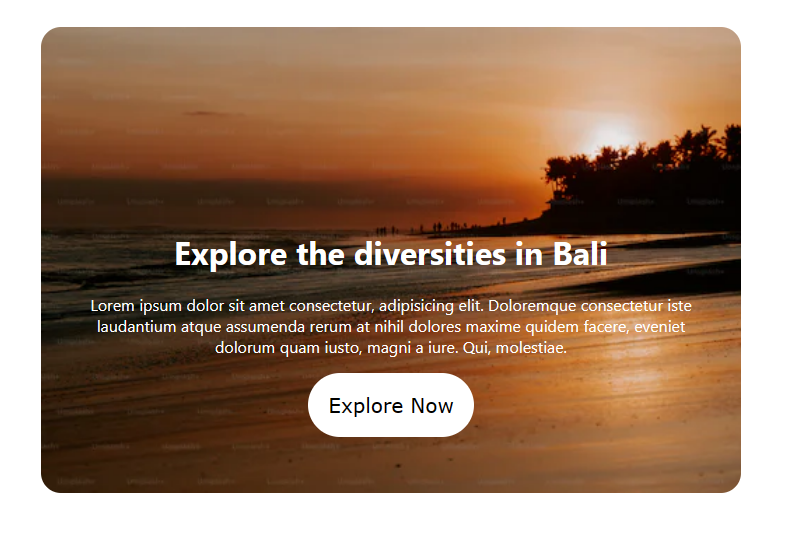 Explore the diversities in Bali
Lorem ipsum dolor sit amet consectetur, adipisicing elit. Doloremque consectetur iste
laudantium atque assumenda rerum at nihil dolores maxime quidem facere, eveniet
dolorum quam iusto, magni a iure. Qui, molestiae.
Explore Now